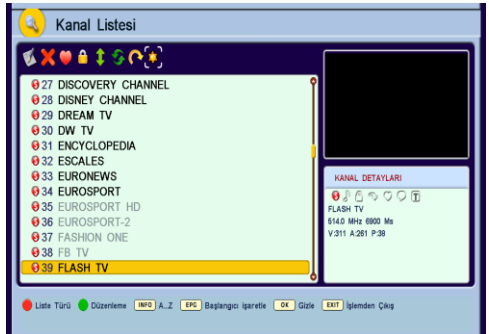 Kanal Listesi
27 DISCOVERY CHANNEL
28 DISNEY CHANNEL
29 DREAM TV
30 DW TV
31 ENCYCLOPEDIA
32 ESCALES
33 EURONEWS
34 EUROSPORT
35 EUROSPORT HD
36 EUROSPORT-2
37 FASHION ONE
38 FB TV
39 FLASH TV
KANAL DETAYLARI
FLASH TV
514.0 MHz 6900 Ms
V:311 A:261 P:38
Liste Türü Düzenleme INFO A...Z EPG Başlangıcı işaretle OK Gizle EXIT İşlemden Çıkış